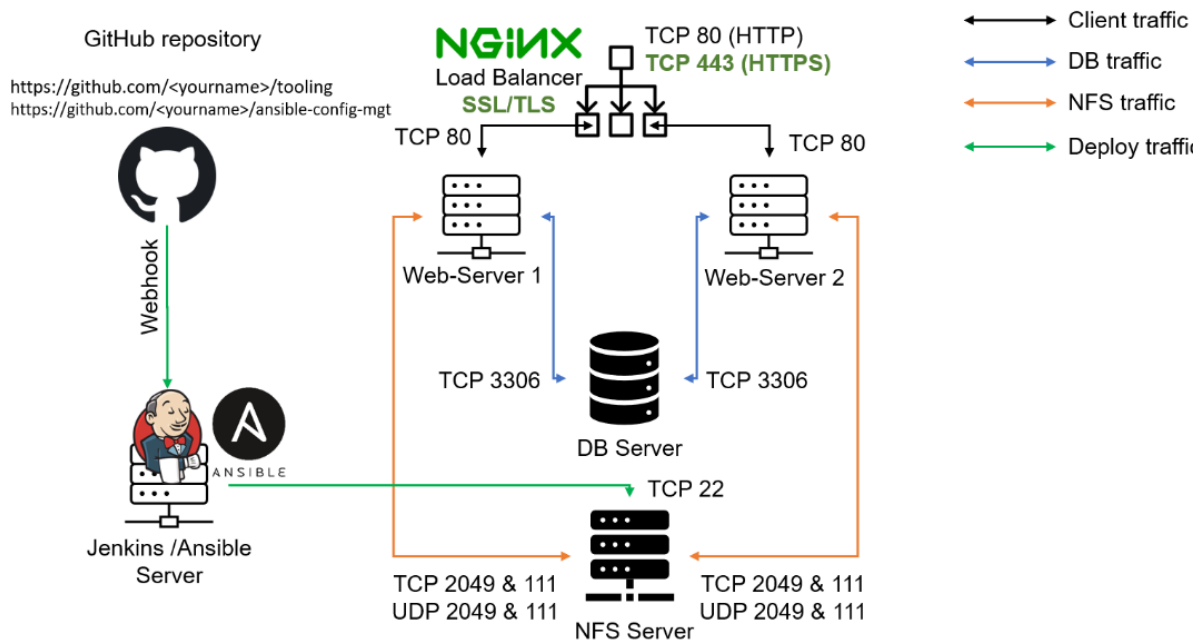 GitHub repository
https://github.com/<yourname>/tooling
https://github.com/<yourname>/ansible-config-mgt
Webhook
ANSIBLE
Jenkins /Ansible
Server
NGINX
Load Balancer
SSL/TLS
TCP 80 (HTTP)
TCP 443 (HTTPS)
TCP 80
TCP 80
Web-Server 1
Web-Server 2
TCP 3306
TCP 3306
DB Server
TCP 22
TCP 2049 & 111
UDP 2049 & 111
TCP 2049 & 111
UDP 2049 & 111
NFS Server
Client traffic
DB traffic
NFS traffic
Deploy traffi